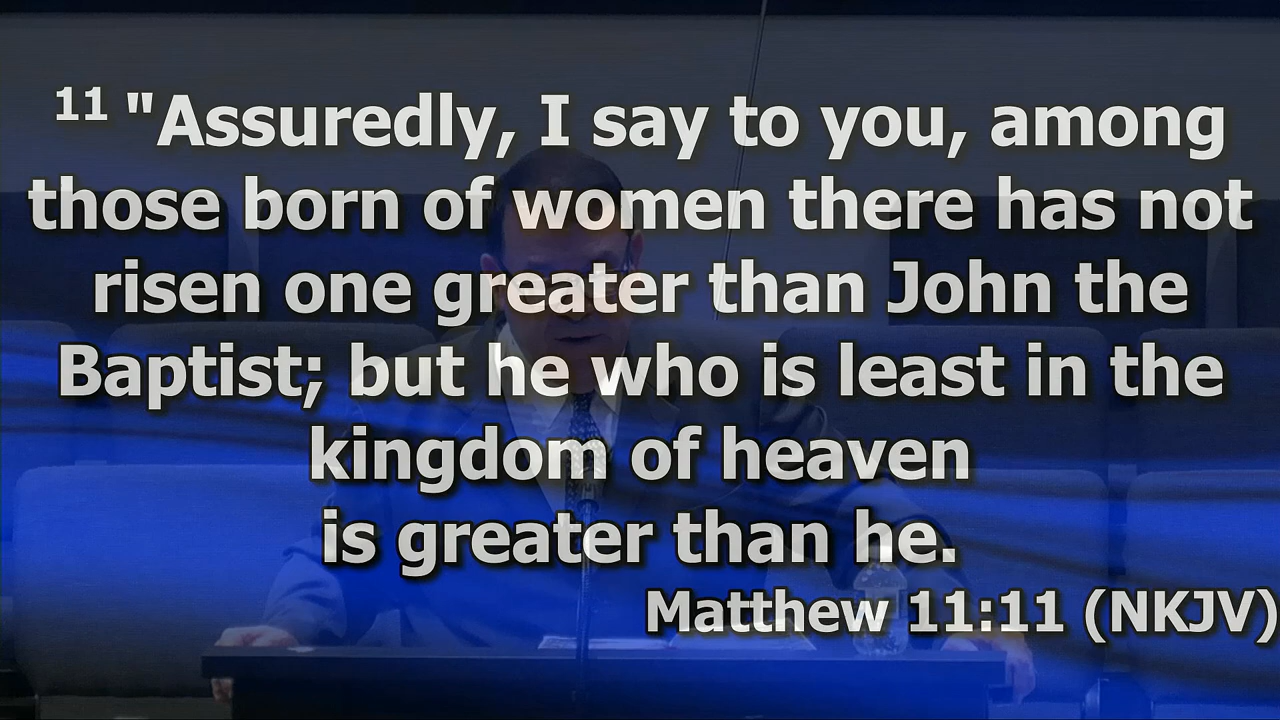 11 "Assuredly, I say to you, among
those born of women there has not
risen one greater than John the
Baptist; but he who is least in the
kingdom of heaven
is greater than he.
Matthew 11:11 (NKJV)